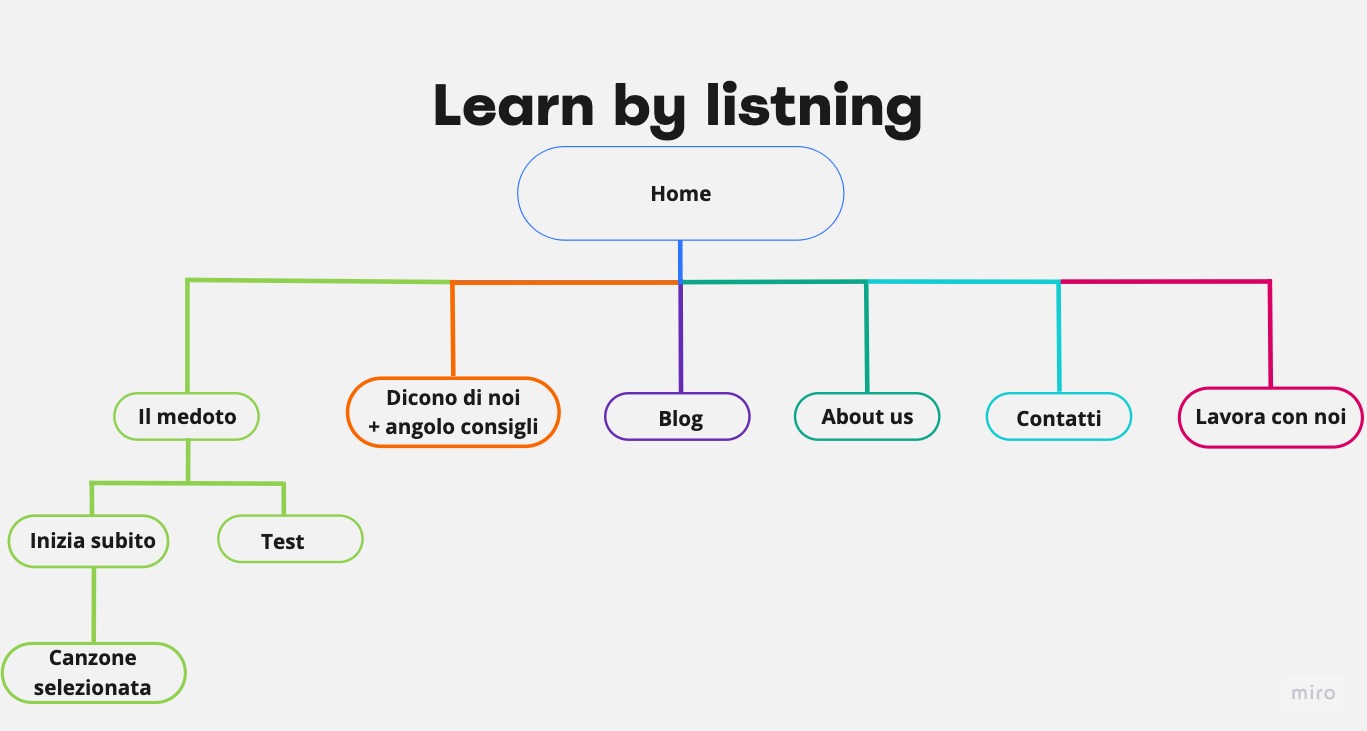 Learn by listning
Home
Il medoto
Dicono di noi
+ angolo consigli
Blog
About us
Contatti
Lavora con noi
Inizia subito
Test
Canzone
selezionata
miro